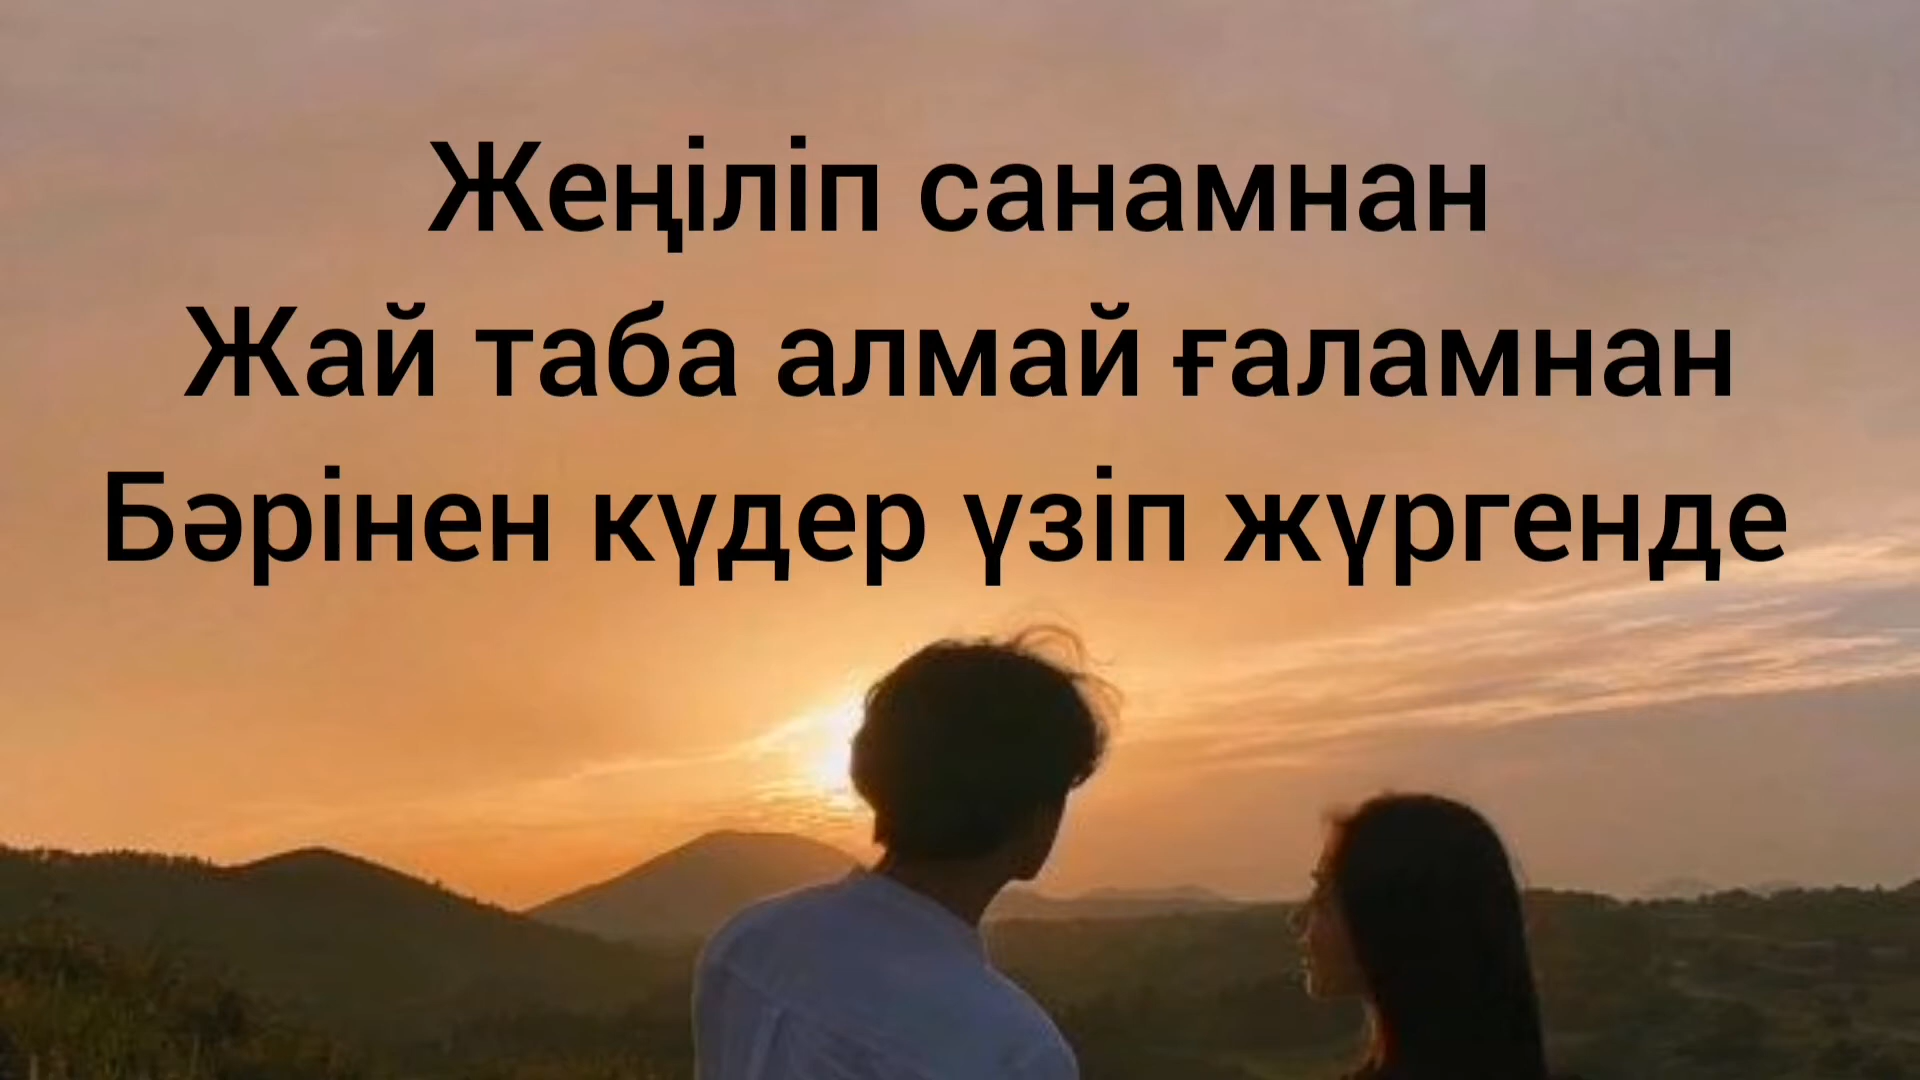 Жеңіліп санамнан
Жай таба алмай ғаламнан
Бәрінен күдер үзіп жүргенде